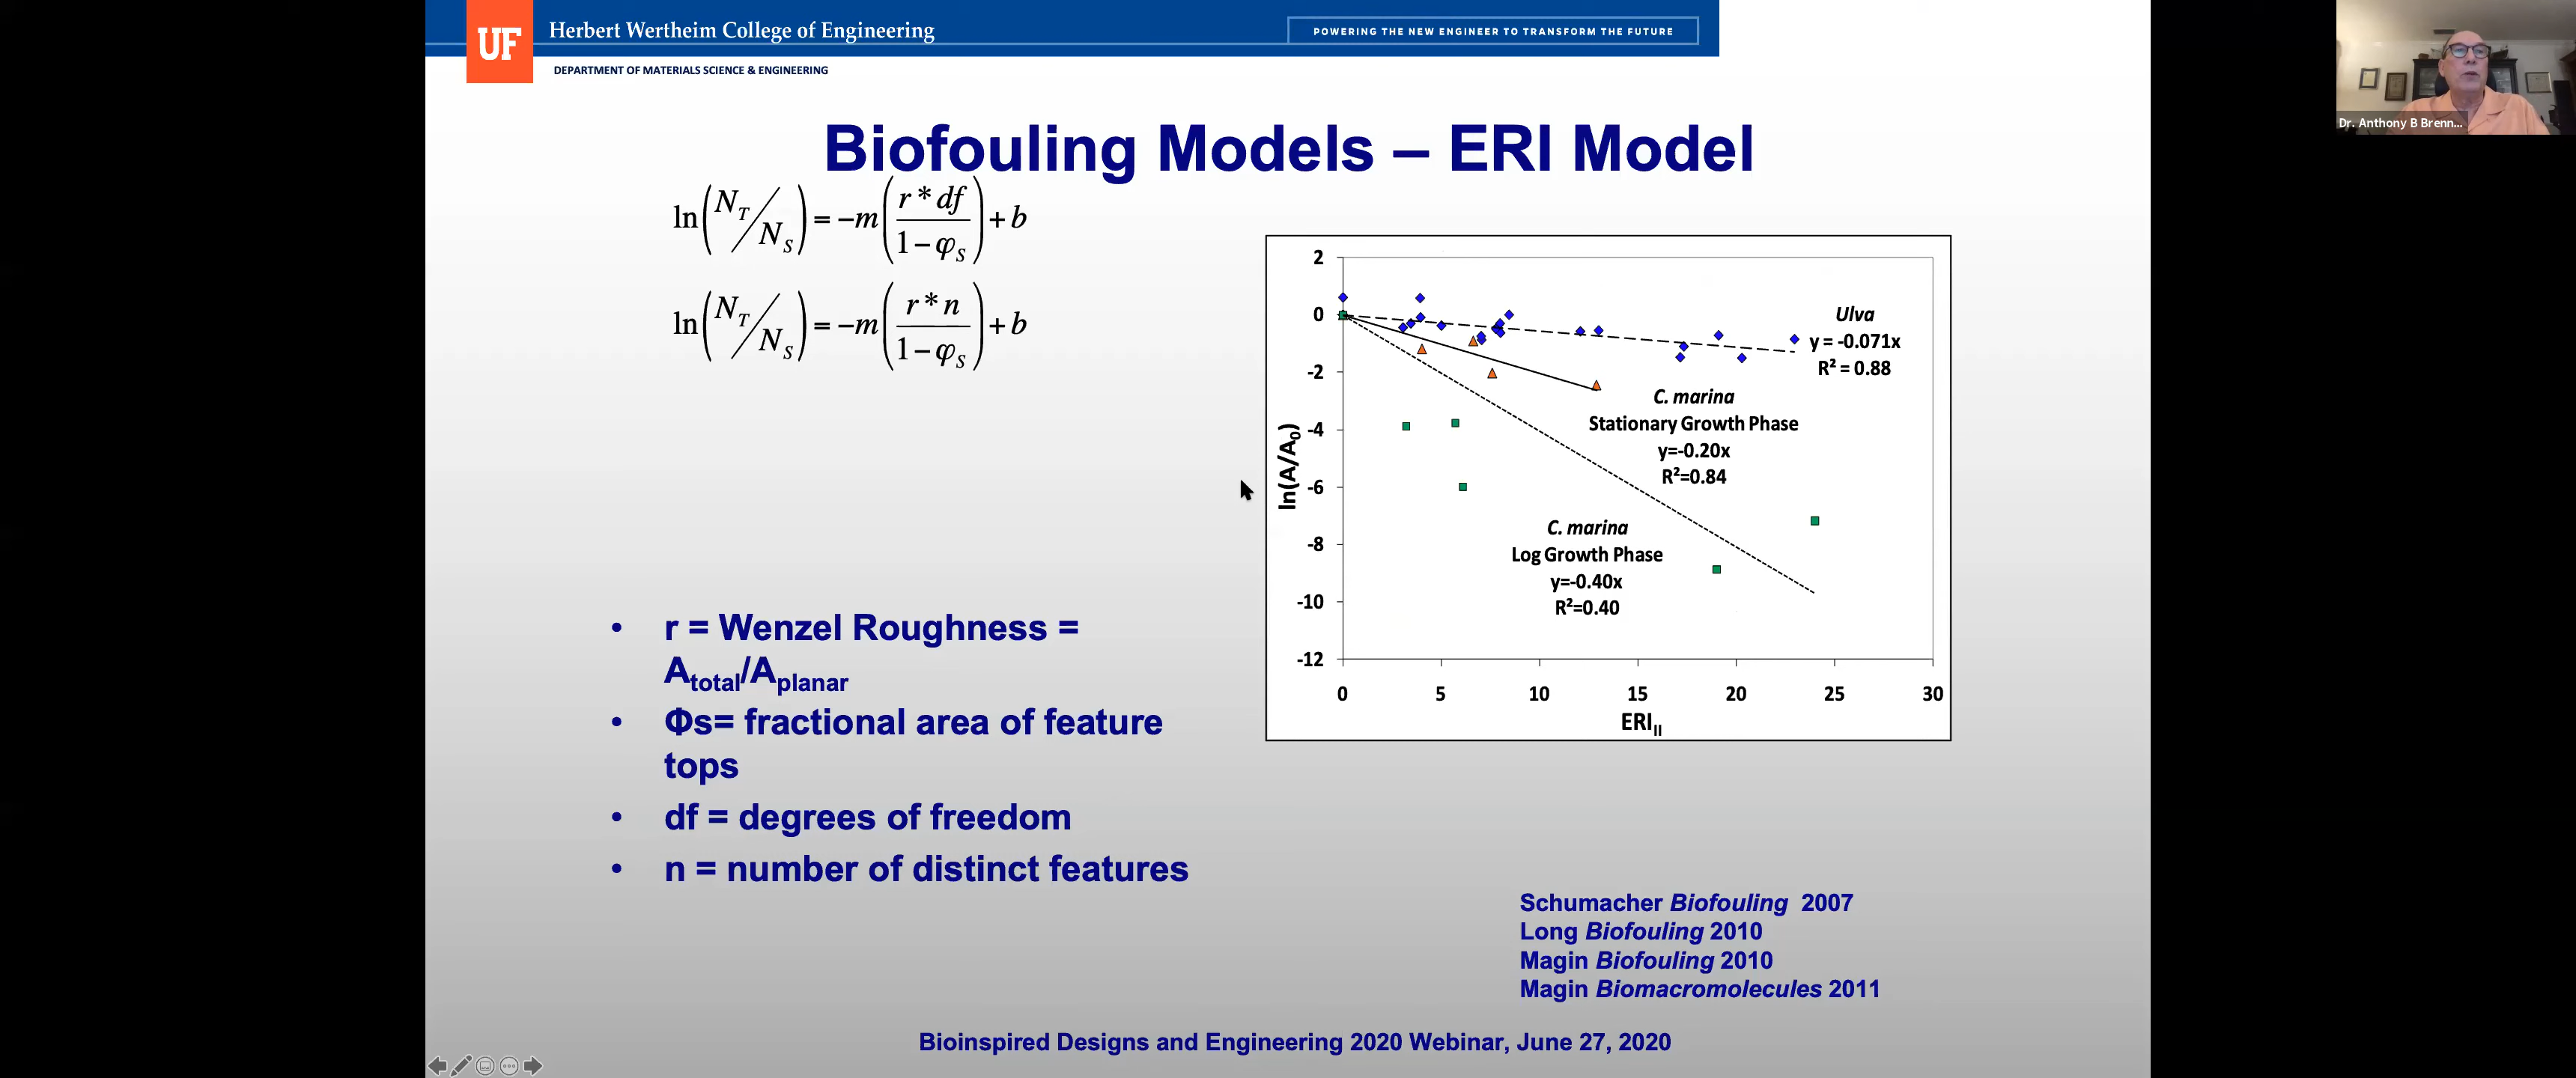 UF
Herbert Wertheim College of Engineering
POWERING THE NEW ENGINEER TO TRANSFORM THE FUTURE
DEPARTMENT OF MATERIALS SCIENCE & ENGINEERING
Dr. Anthony B Brenn...
Biofouling Models – ERI Model
ln(N_T/N_S) = −m(r * df / 1−φ_S) + b
ln(N_T/N_S) = −m(r * n / 1−φ_S) + b
2
0
-2
-4
-6
-8
-10
-12
ln(A/A₀)
0 5 10 15 20 25 30
ERI_II
Ulva
y = -0.071x
R² = 0.88
C. marina
Stationary Growth Phase
y=-0.20x
R²=0.84
C. marina
Log Growth Phase
y=-0.40x
R²=0.40
• r = Wenzel Roughness =
A_total/A_planar
• Φs= fractional area of feature
tops
• df = degrees of freedom
• n = number of distinct features
Schumacher Biofouling 2007
Long Biofouling 2010
Magin Biofouling 2010
Magin Biomacromolecules 2011
Bioinspired Designs and Engineering 2020 Webinar, June 27, 2020